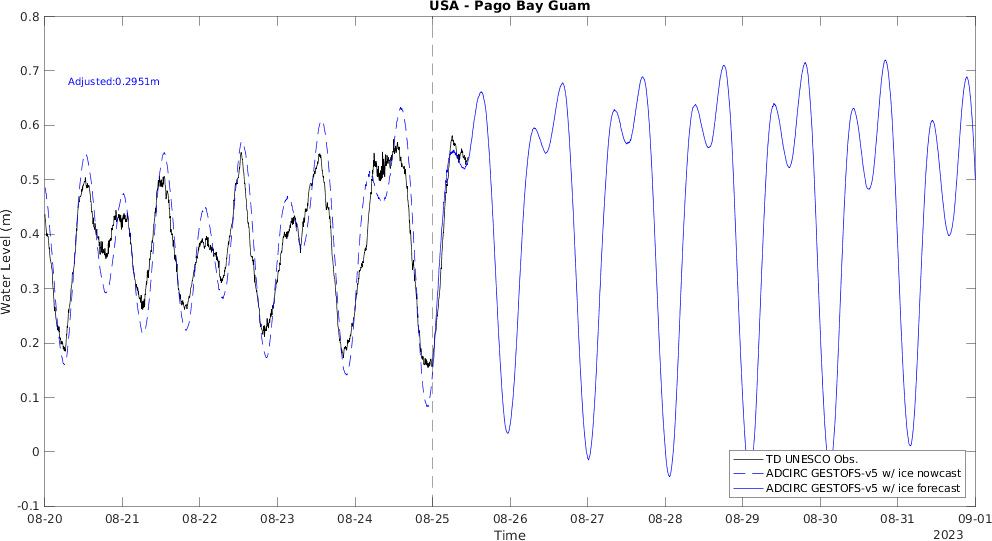 USA - Pago Bay Guam
Adjusted:0.2951m
Water Level (m)
0.8
0.7
0.6
0.5
0.4
0.3
0.2
0.1
0
-0.1
TD UNESCO Obs.
ADCIRC GESTOFS-v5 w/ ice nowcast
ADCIRC GESTOFS-v5 w/ ice forecast
08-20 08-21 08-22 08-23 08-24 08-25 08-26 08-27 08-28 08-29 08-30 08-31 09-01
Time
2023